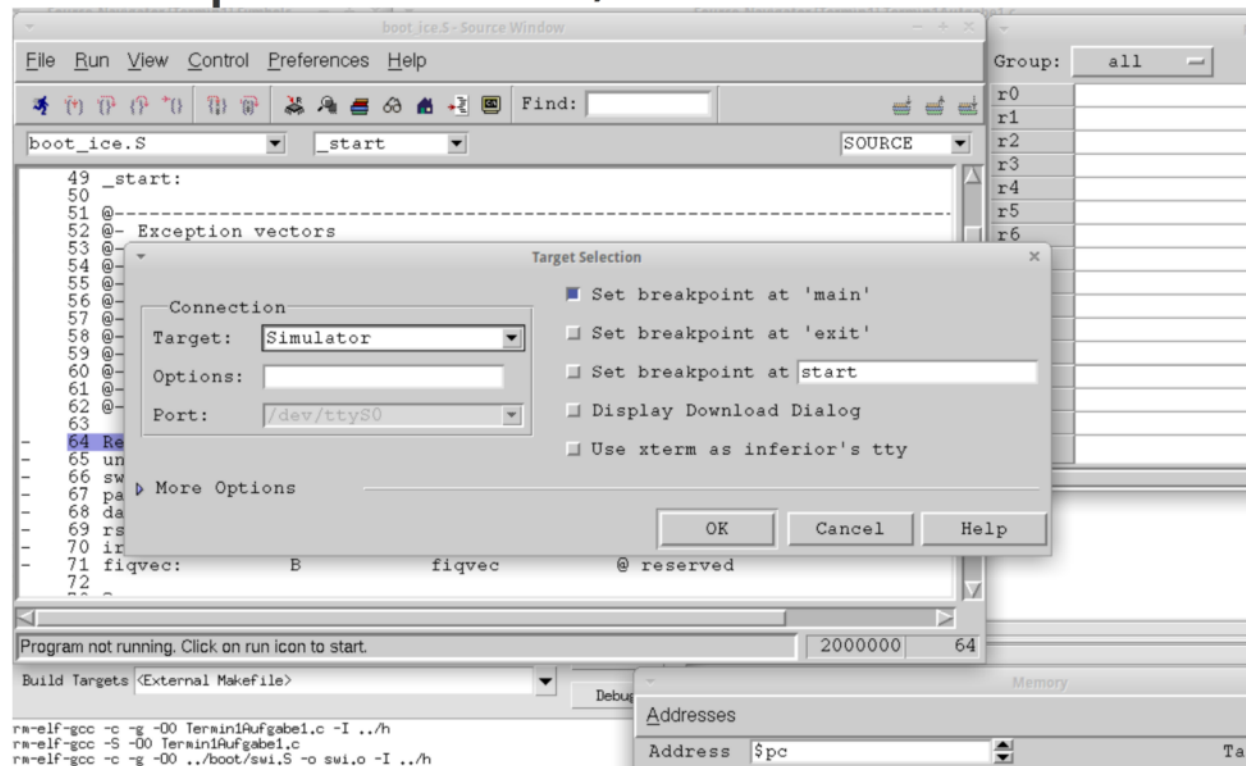 boot_ice.S - Source Window
File Run View Control Preferences Help
Find:
boot_ice.S _start SOURCE
49 _start:
50
51 @-----------------------------------------------------------
52 @- Exception vectors
53 @-
54 @-
55 @-
56 @-
57 @-
58 @-
59 @-
60 @-
61 @-
62 @-
63
64 Re
65 un
66 sw
67 pa
68 da
69 rs
70 ir
71 fiqvec: B fiqvec @ reserved
72
Program not running. Click on run icon to start. 2000000 64
Target Selection
Connection
Target: Simulator
Options:
Port: /dev/ttyS0
More Options
Set breakpoint at 'main'
Set breakpoint at 'exit'
Set breakpoint at start
Display Download Dialog
Use xterm as inferior's tty
OK Cancel Help
Group: all
r0
r1
r2
r3
r4
r5
r6
Build Targets <External Makefile>
Debug
rm-elf-gcc -c -g -O0 Termin1Aufgabe1.c -I ../h
rm-elf-gcc -S -O0 Termin1Aufgabe1.c
rm-elf-gcc -c -g -O0 ../boot/swi.S -o swi.o -I ../h
Memory
Addresses
Address $pc Ta